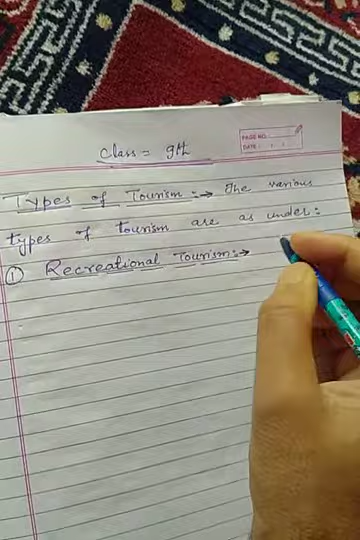 Class = 9th
PAGE NO.:
DATE: / /
Types of Tourism :→ The various
types of tourism are as under:
① Recreational Tourism:→